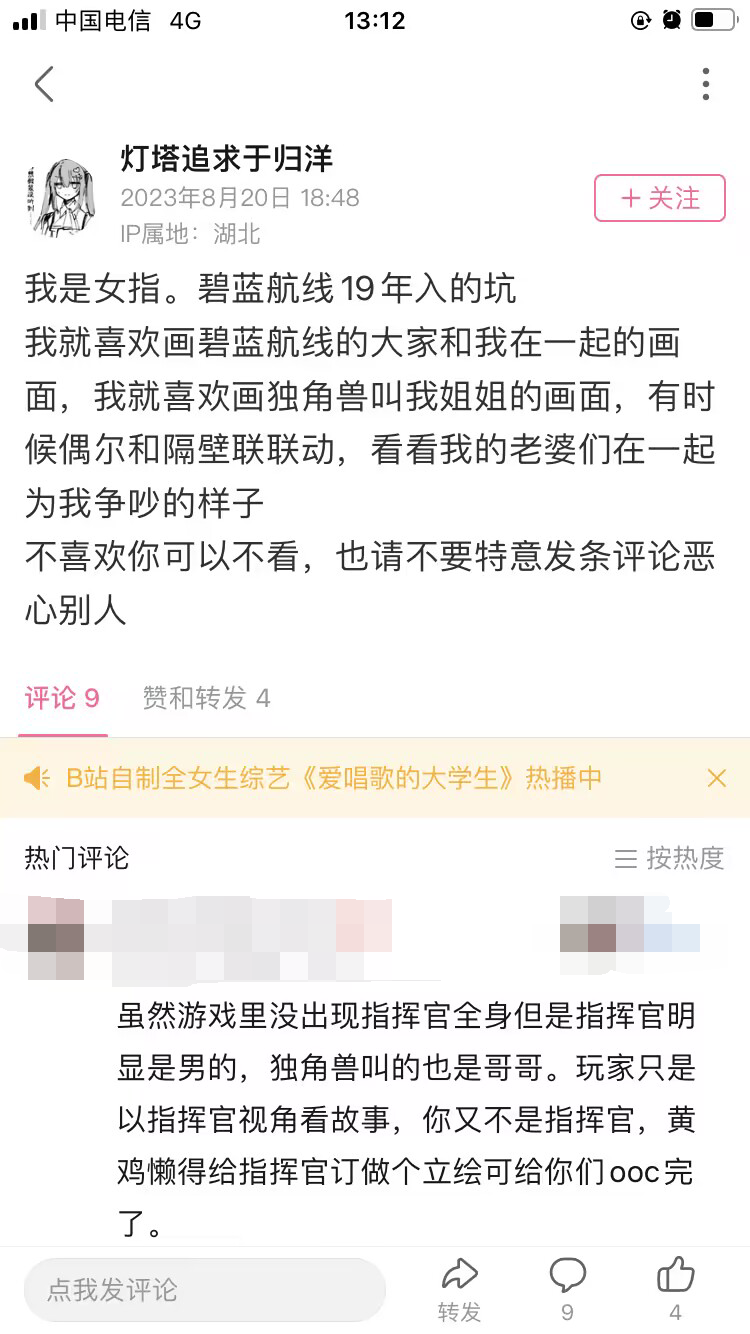 中国电信 4G 13:12
灯塔追求于归洋
2023年8月20日 18:48
IP属地：湖北
+ 关注
我是女指。碧蓝航线19年入的坑
我就喜欢画碧蓝航线的大家和我在一起的画
面，我就喜欢画独角兽叫我姐姐的画面，有时
候偶尔和隔壁联联动，看看我的老婆们在一起
为我争吵的样子
不喜欢你可以不看，也请不要特意发条评论恶
心别人
评论 9 赞和转发 4
B站自制全女生综艺《爱唱歌的大学生》热播中
热门评论 按热度
虽然游戏里没出现指挥官全身但是指挥官明
显是男的，独角兽叫的也是哥哥。玩家只是
以指挥官视角看故事，你又不是指挥官，黄
鸡懒得给指挥官订做个立绘可给你们ooc完
了。
点我发评论
转发 9 4